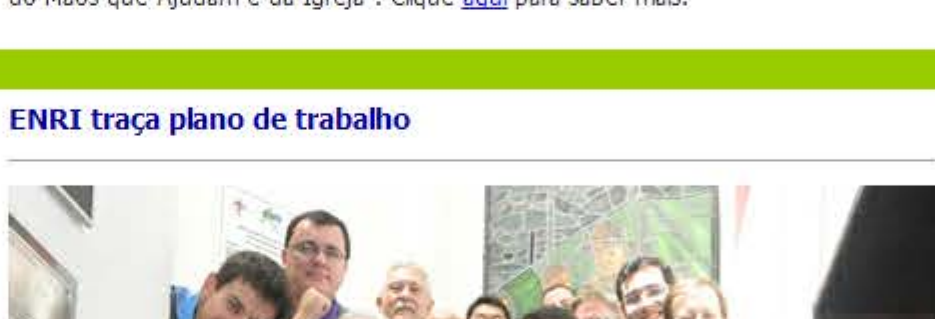 do Mãos que Ajudam e da Igreja". Clique aqui para saber mais.
ENRI traça plano de trabalho